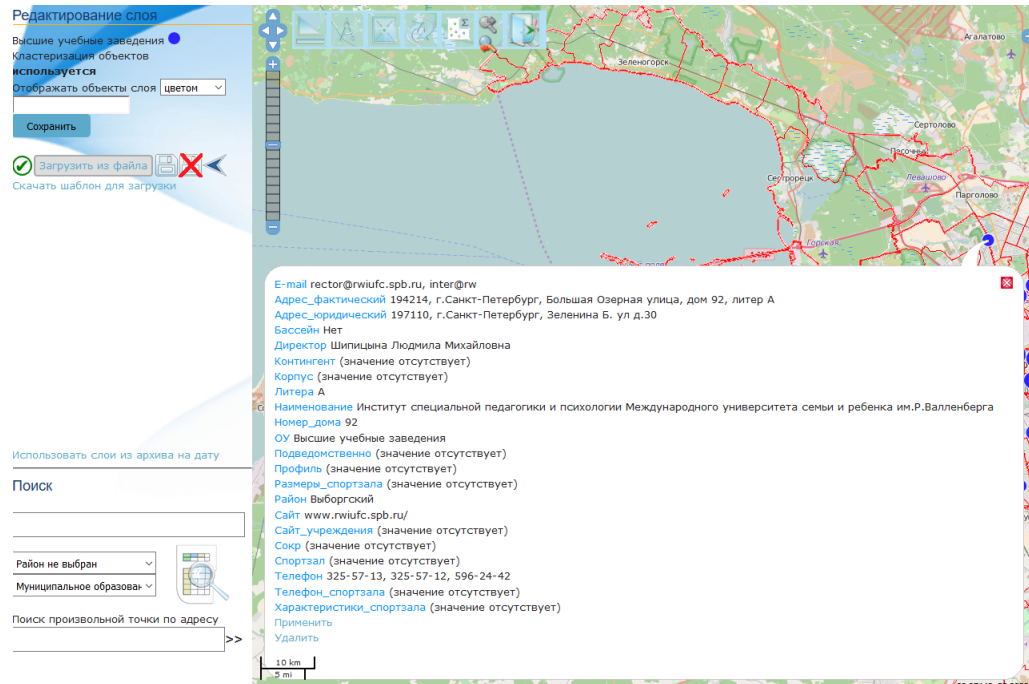 Редактирование слоя
Высшие учебные заведения
Кластеризация объектов
используется
Отображать объекты слоя цветом
Сохранить
Загрузить из файла
Скачать шаблон для загрузки
Использовать слои из архива на дату
Поиск
Район не выбран
Муниципальное образован
Поиск произвольной точки по адресу
>>
Зеленогорск
Агалатово
Сертолово
Песочный
Сестрорецк
Левашово
Парголово
Горская
E-mail rector@rwiufc.spb.ru, inter@rw
Адрес_фактический 194214, г.Санкт-Петербург, Большая Озерная улица, дом 92, литер А
Адрес_юридический 197110, г.Санкт-Петербург, Зеленина Б. ул д.30
Бассейн Нет
Директор Шипицына Людмила Михайловна
Контингент (значение отсутствует)
Корпус (значение отсутствует)
Литера А
Наименование Институт специальной педагогики и психологии Международного университета семьи и ребенка им.Р.Валленберга
Номер_дома 92
ОУ Высшие учебные заведения
Подведомственно (значение отсутствует)
Профиль (значение отсутствует)
Размеры_спортзала (значение отсутствует)
Район Выборгский
Сайт www.rwiufc.spb.ru/
Сайт_учреждения (значение отсутствует)
Сокр (значение отсутствует)
Спортзал (значение отсутствует)
Телефон 325-57-13, 325-57-12, 596-24-42
Телефон_спортзала (значение отсутствует)
Характеристики_спортзала (значение отсутствует)
Применить
Удалить
10 km
5 mi